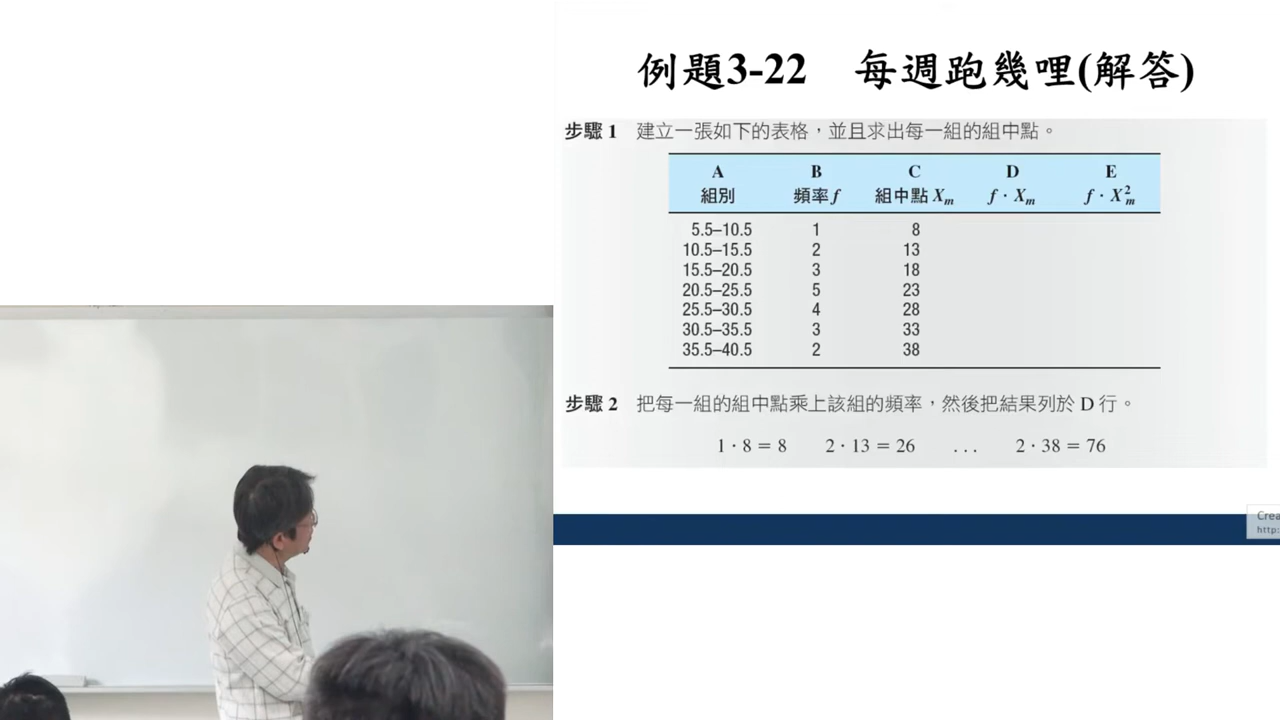 例題3-22 每週跑幾哩(解答)
步驟 1 建立一張如下的表格，並且求出每一組的組中點。
A B C D E
組別 頻率 f 組中點 Xm f · Xm f · X²m
5.5–10.5 1 8
10.5–15.5 2 13
15.5–20.5 3 18
20.5–25.5 5 23
25.5–30.5 4 28
30.5–35.5 3 33
35.5–40.5 2 38
步驟 2 把每一組的組中點乘上該組的頻率，然後把結果列於 D 行。
1 · 8 = 8 2 · 13 = 26 . . . 2 · 38 = 76
Crea
http: